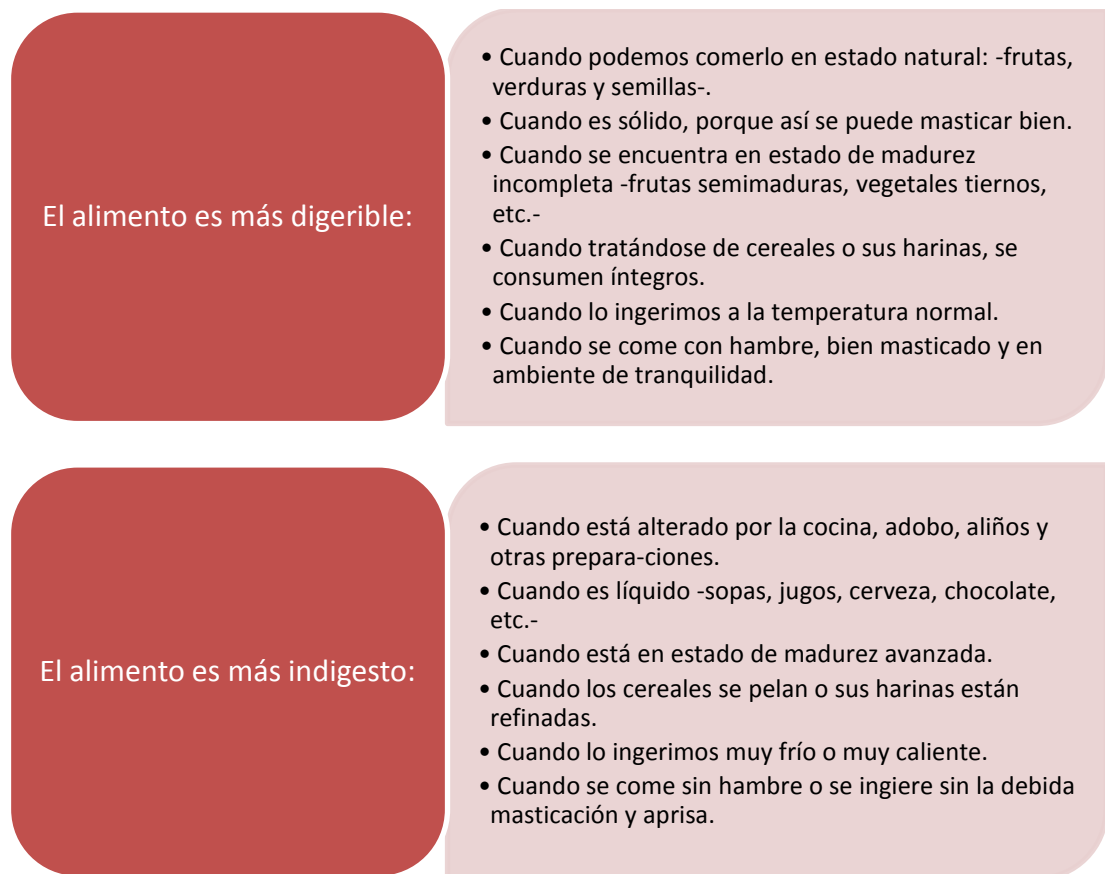 El alimento es más digerible:
• Cuando podemos comerlo en estado natural: -frutas,
verduras y semillas-.
• Cuando es sólido, porque así se puede masticar bien.
• Cuando se encuentra en estado de madurez
incompleta -frutas semimaduras, vegetales tiernos,
etc.-
• Cuando tratándose de cereales o sus harinas, se
consumen íntegros.
• Cuando lo ingerimos a la temperatura normal.
• Cuando se come con hambre, bien masticado y en
ambiente de tranquilidad.
El alimento es más indigesto:
• Cuando está alterado por la cocina, adobo, aliños y
otras prepara-ciones.
• Cuando es líquido -sopas, jugos, cerveza, chocolate,
etc.-
• Cuando está en estado de madurez avanzada.
• Cuando los cereales se pelan o sus harinas están
refinadas.
• Cuando lo ingerimos muy frío o muy caliente.
• Cuando se come sin hambre o se ingiere sin la debida
masticación y aprisa.